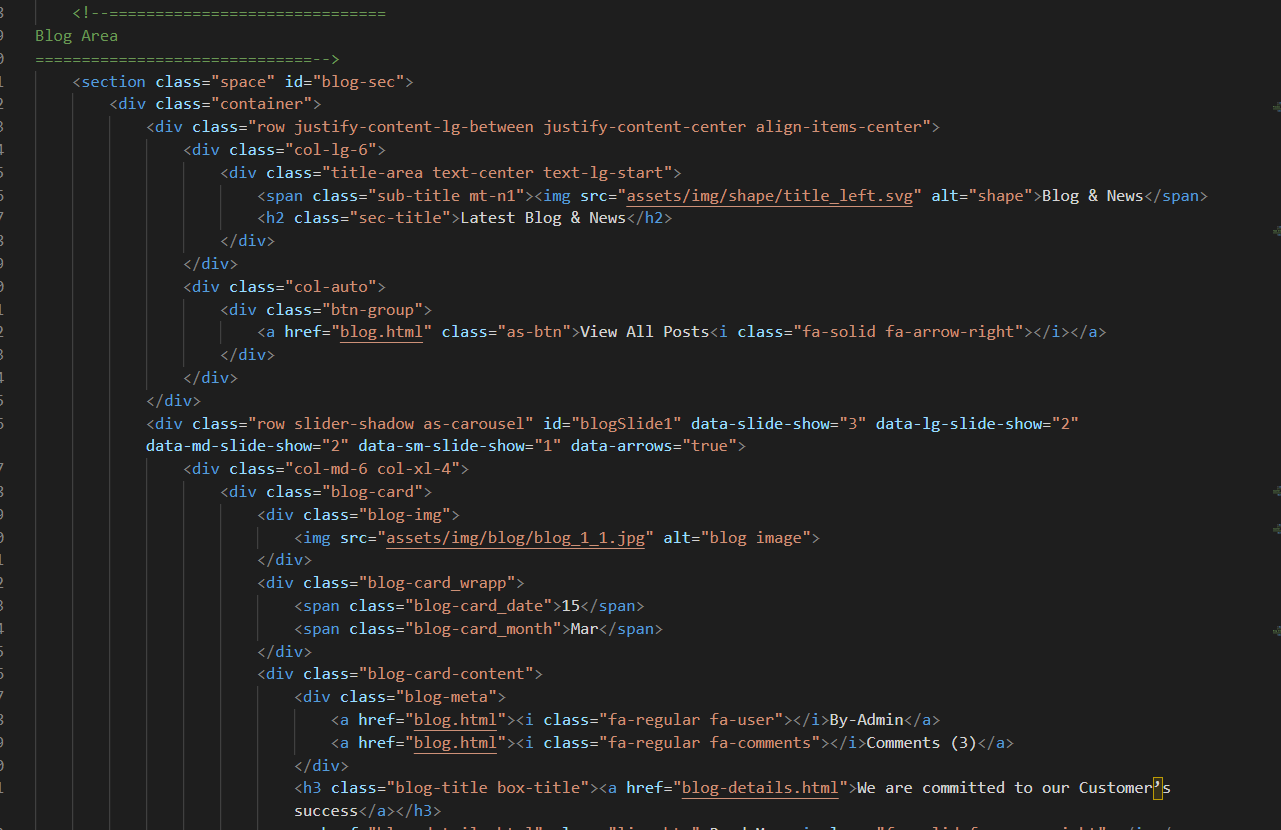 <!--==============================
Blog Area
==============================-->
<section class="space" id="blog-sec">
<div class="container">
<div class="row justify-content-lg-between justify-content-center align-items-center">
<div class="col-lg-6">
<div class="title-area text-center text-lg-start">
<span class="sub-title mt-n1"><img src="assets/img/shape/title_left.svg" alt="shape">Blog & News</span>
<h2 class="sec-title">Latest Blog & News</h2>
</div>
</div>
<div class="col-auto">
<div class="btn-group">
<a href="blog.html" class="as-btn">View All Posts<i class="fa-solid fa-arrow-right"></i></a>
</div>
</div>
</div>
<div class="row slider-shadow as-carousel" id="blogSlide1" data-slide-show="3" data-lg-slide-show="2"
data-md-slide-show="2" data-sm-slide-show="1" data-arrows="true">
<div class="col-md-6 col-xl-4">
<div class="blog-card">
<div class="blog-img">
<img src="assets/img/blog/blog_1_1.jpg" alt="blog image">
</div>
<div class="blog-card_wrapp">
<span class="blog-card_date">15</span>
<span class="blog-card_month">Mar</span>
</div>
<div class="blog-card-content">
<div class="blog-meta">
<a href="blog.html"><i class="fa-regular fa-user"></i>By-Admin</a>
<a href="blog.html"><i class="fa-regular fa-comments"></i>Comments (3)</a>
</div>
<h3 class="blog-title box-title"><a href="blog-details.html">We are committed to our Customer’s
success</a></h3>